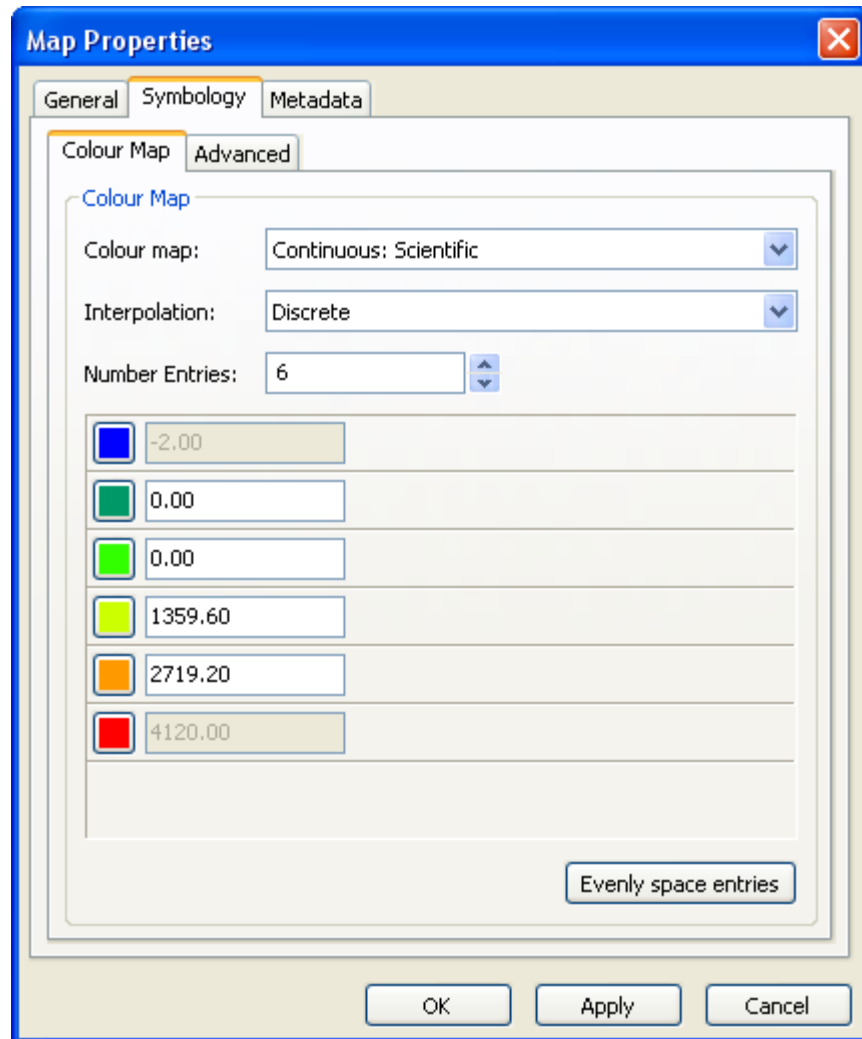 Map Properties
General Symbology Metadata
Colour Map Advanced
Colour Map
Colour map: Continuous: Scientific
Interpolation: Discrete
Number Entries: 6
-2.00
0.00
0.00
1359.60
2719.20
4120.00
Evenly space entries
OK Apply Cancel